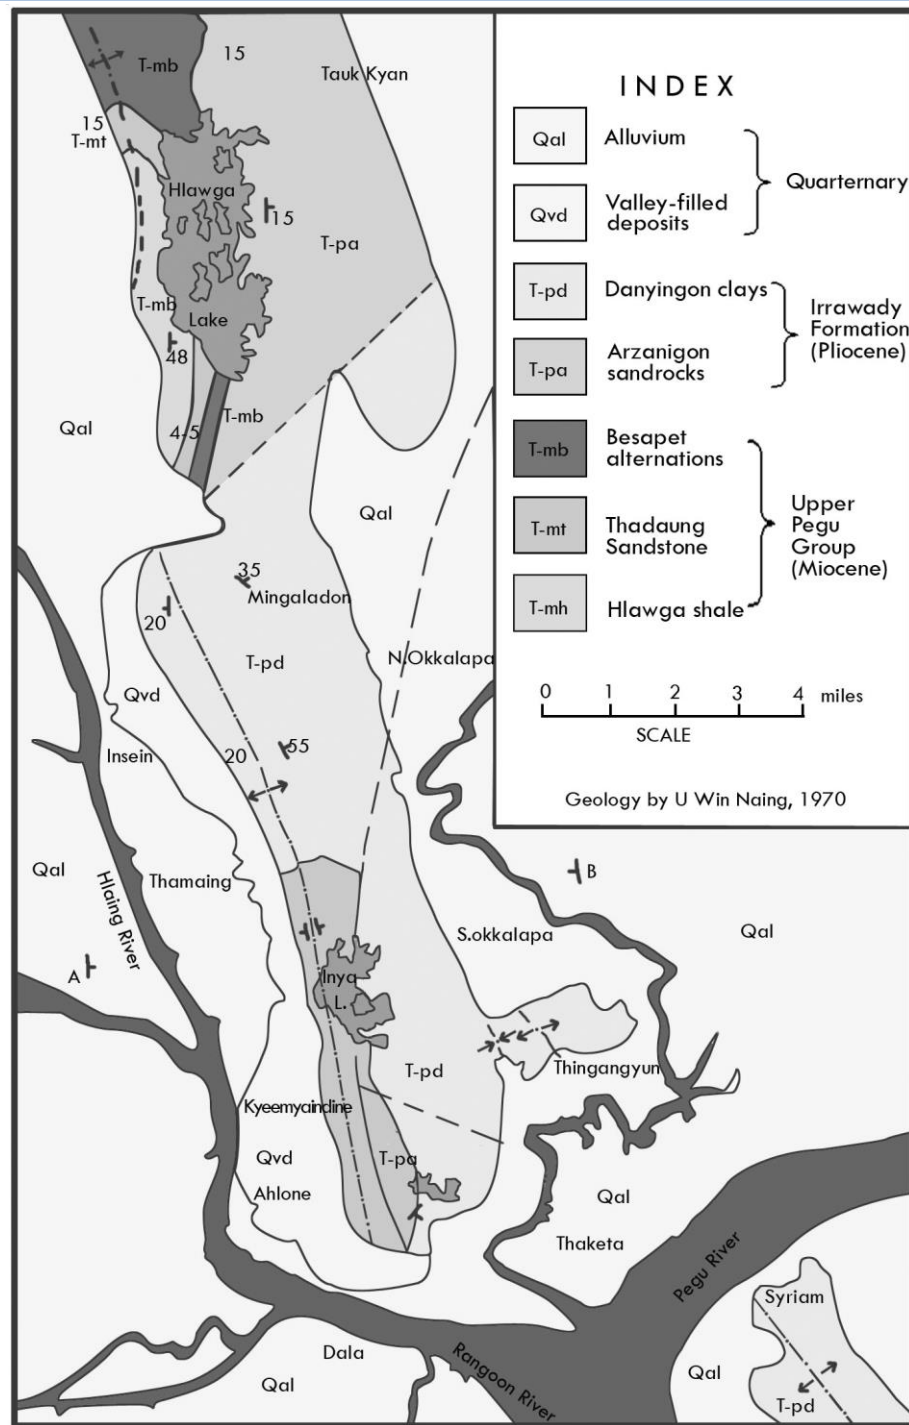 T-mb
15
Tauk Kyan
15
T-mt
Hlawga
15
T-pa
T-mb
Lake
48
T-mb
4-5
Qal
Qal
35
Mingaladon
20
T-pd
N.Okkalapa
Qvd
Insein
20
55
Qal
Thamaing
Hlaing River
B
S.okkalapa
Qal
A
Inya
L.
T-pd
Thingangyun
Kyeemyaindine
Qvd
T-pa
Ahlone
Qal
Thaketa
Pegu River
Syriam
Dala
Rangoon River
Qal
Qal
T-pd
INDEX
Qal Alluvium
Quarternary
Qvd Valley-filled
deposits
T-pd Danyingon clays
Irrawady
Formation
(Pliocene)
T-pa Arzanigon
sandrocks
T-mb Besapet
alternations
Upper
Pegu
Group
(Miocene)
T-mt Thadaung
Sandstone
T-mh Hlawga shale
0 1 2 3 4 miles
SCALE
Geology by U Win Naing, 1970